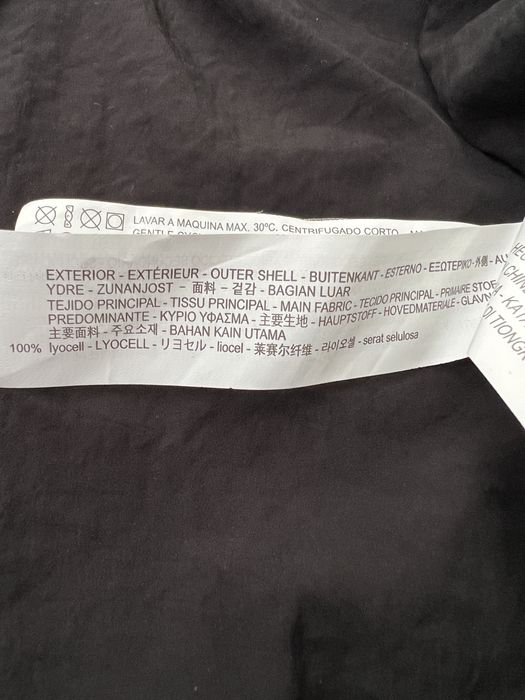 LAVAR A MAQUINA MAX. 30ºC. CENTRIFUGADO CORTO
EXTERIOR - EXTÉRIEUR - OUTER SHELL - BUITENKANT - ESTERNO - ΕΞΩΤΕΡΙΚΟ - 外側 -
YDRE - ZUNANJOST - 面料 - 겉감 - BAGIAN LUAR
TEJIDO PRINCIPAL - TISSU PRINCIPAL - MAIN FABRIC - TECIDO PRINCIPAL - PRIMAIRE
PREDOMINANTE - ΚΥΡΙΟ ΥΦΑΣΜΑ - 主要生地 - HAUPTSTOFF - HOVEDMATERIALE -
主要面料 - 주요소재 - BAHAN KAIN UTAMA
100% lyocell - LYOCELL - リヨセル - liocel - 莱赛尔纤维 - 라이오셀 - serat selulosa